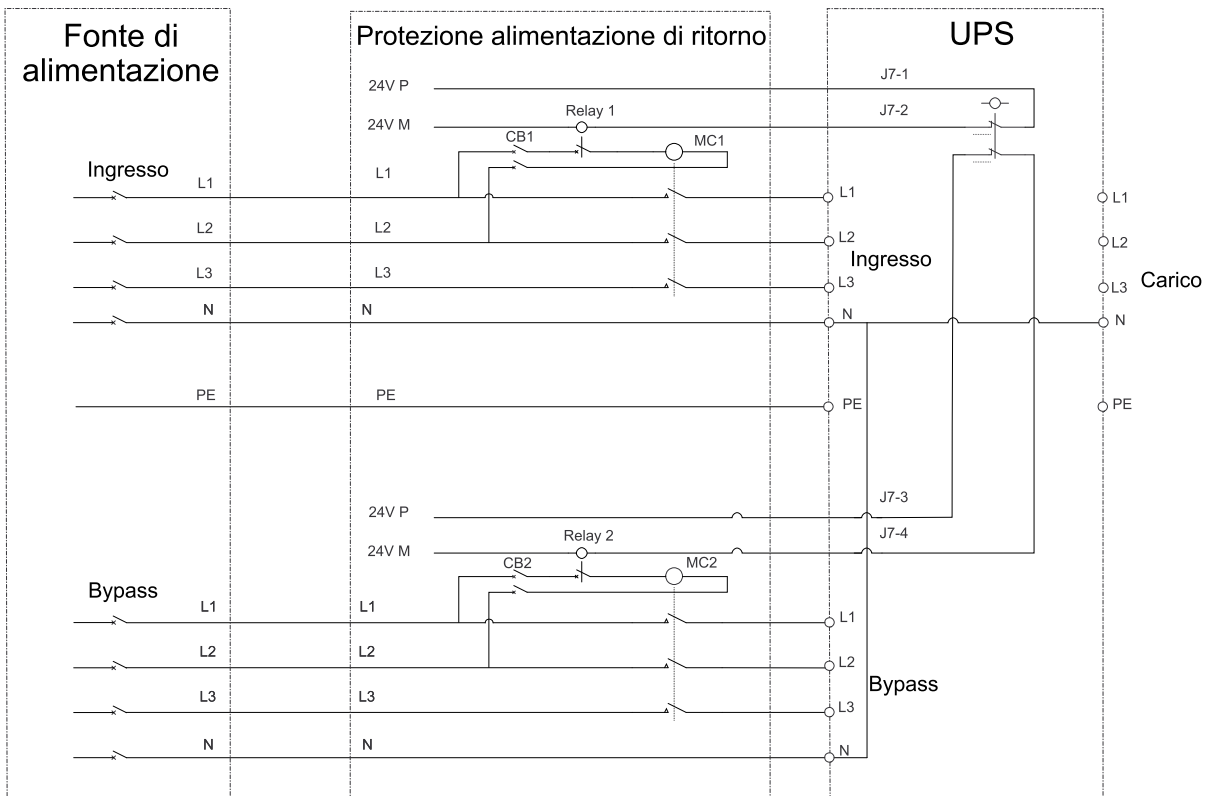 Fonte di
alimentazione
Protezione alimentazione di ritorno
UPS
24V P
J7-1
24V M
Relay 1
J7-2
CB1
MC1
Ingresso
L1
L1
L1
L1
L2
L2
L2
L2
Ingresso
L3
L3
L3
L3
Carico
N
N
N
N
PE
PE
PE
PE
24V P
J7-3
24V M
Relay 2
J7-4
CB2
MC2
Bypass
L1
L1
L1
L2
L2
L2
Bypass
L3
L3
L3
N
N
N